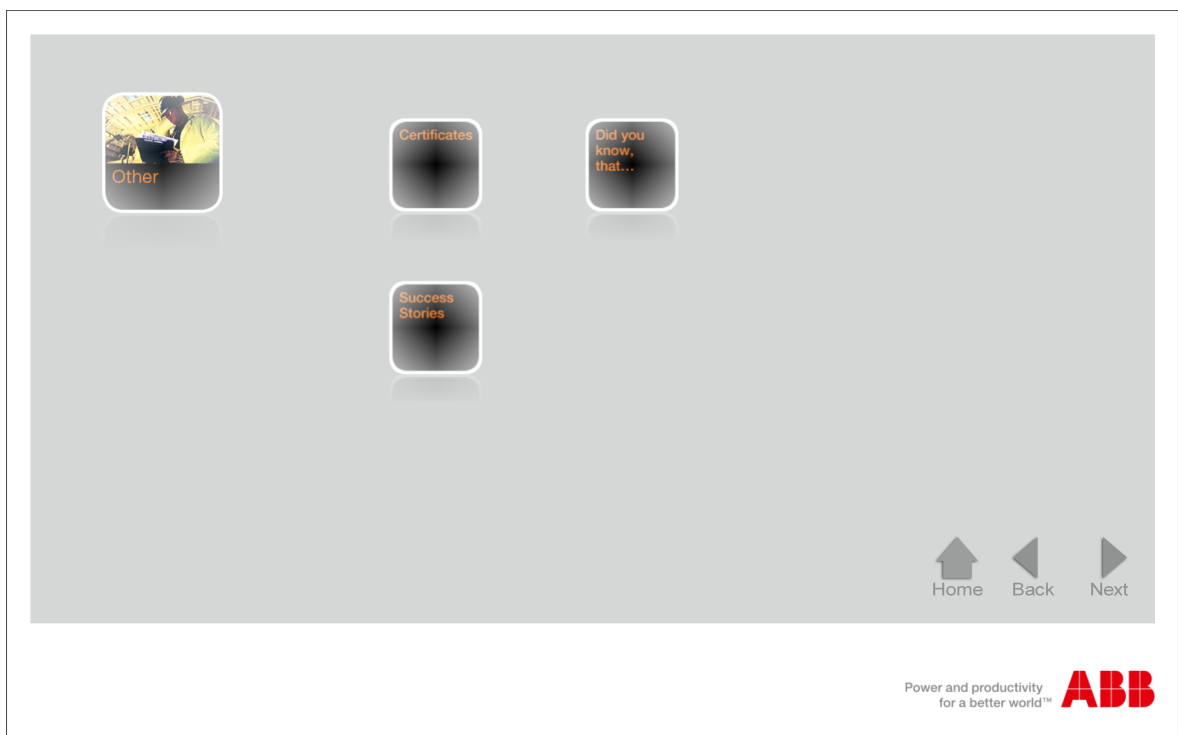 Other
Certificates
Did you
know,
that...
Success
Stories
Home
Back
Next
Power and productivity
for a better world™
ABB